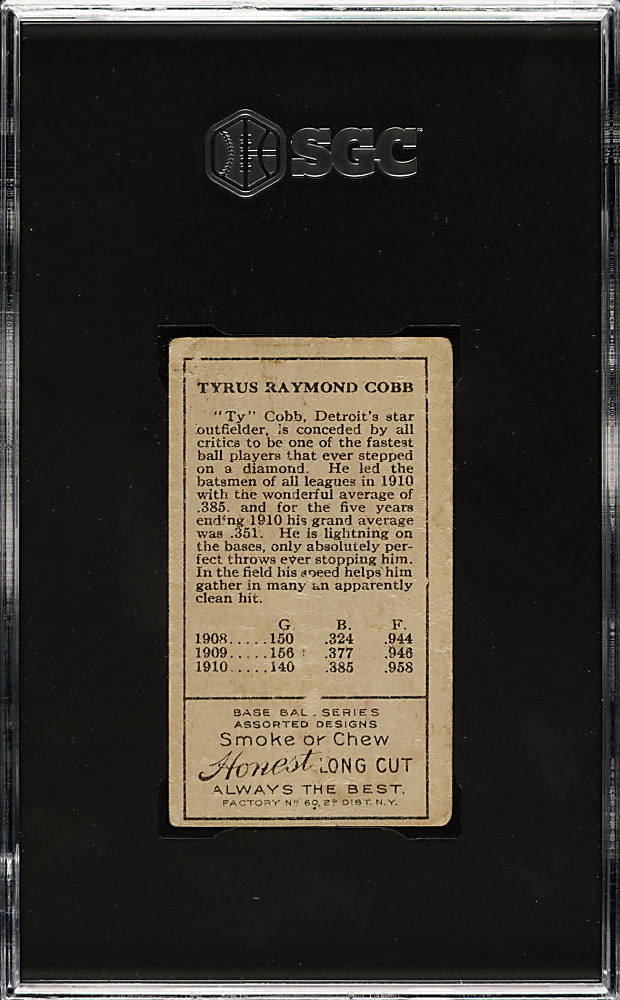 SGC
TYRUS RAYMOND COBB
"Ty" Cobb, Detroit's star
outfielder, is conceded by all
critics to be one of the fastest
ball players that ever stepped
on a diamond. He led the
batsmen of all leagues in 1910
with the wonderful average of
.385. and for the five years
ending 1910 his grand average
was .351. He is lightning on
the bases, only absolutely per-
fect throws ever stopping him.
In the field his speed helps him
gather in many an apparently
clean hit.
G. B. F.
1908.....150 .324 .944
1909.....156 .377 .946
1910.....140 .385 .958
BASE BALL SERIES
ASSORTED DESIGNS
Smoke or Chew
Honest LONG CUT
ALWAYS THE BEST.
FACTORY Nº 60, 2º DIST. N.Y.